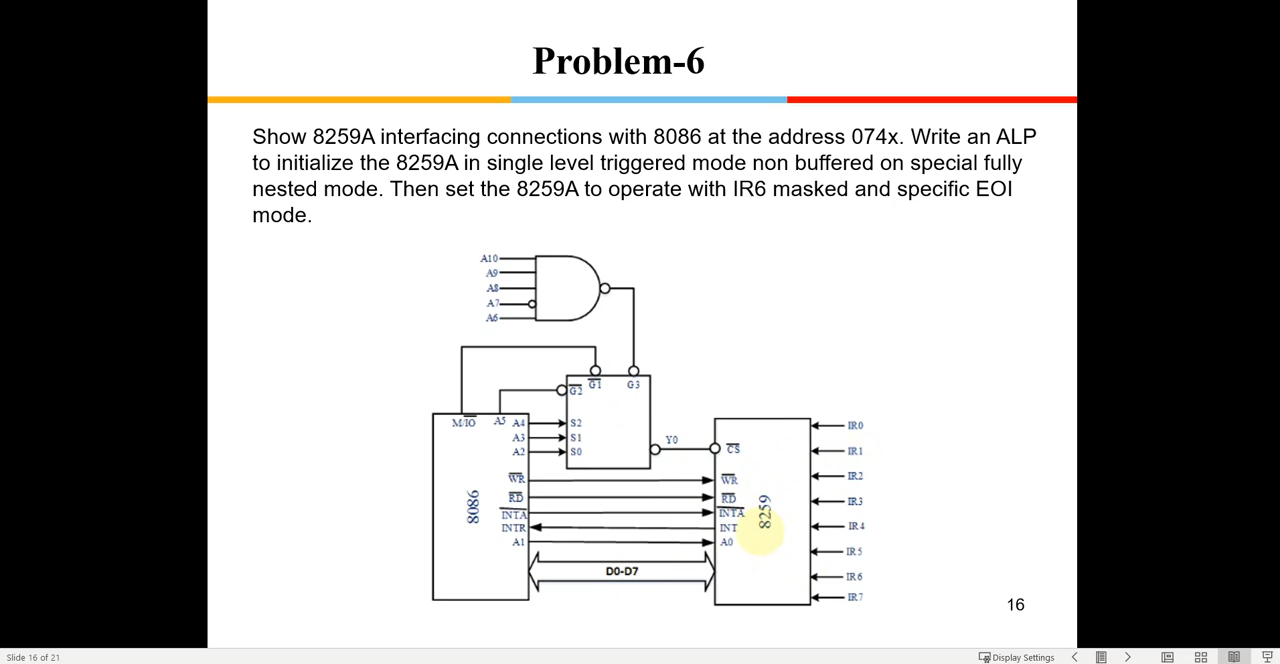 Problem-6
Show 8259A interfacing connections with 8086 at the address 074x. Write an ALP
to initialize the 8259A in single level triggered mode non buffered on special fully
nested mode. Then set the 8259A to operate with IR6 masked and specific EOI
mode.
A10
A9
A8
A7
A6
G1 G3
G2
M/IO A5 A4 S2
A3 S1
A2 S0
Y0 CS
WR WR
RD RD
INTA INTA
INTR INT
A1 A0
8086
8259
D0-D7
IR0
IR1
IR2
IR3
IR4
IR5
IR6
IR7
16
Slide 16 of 21
Display Settings